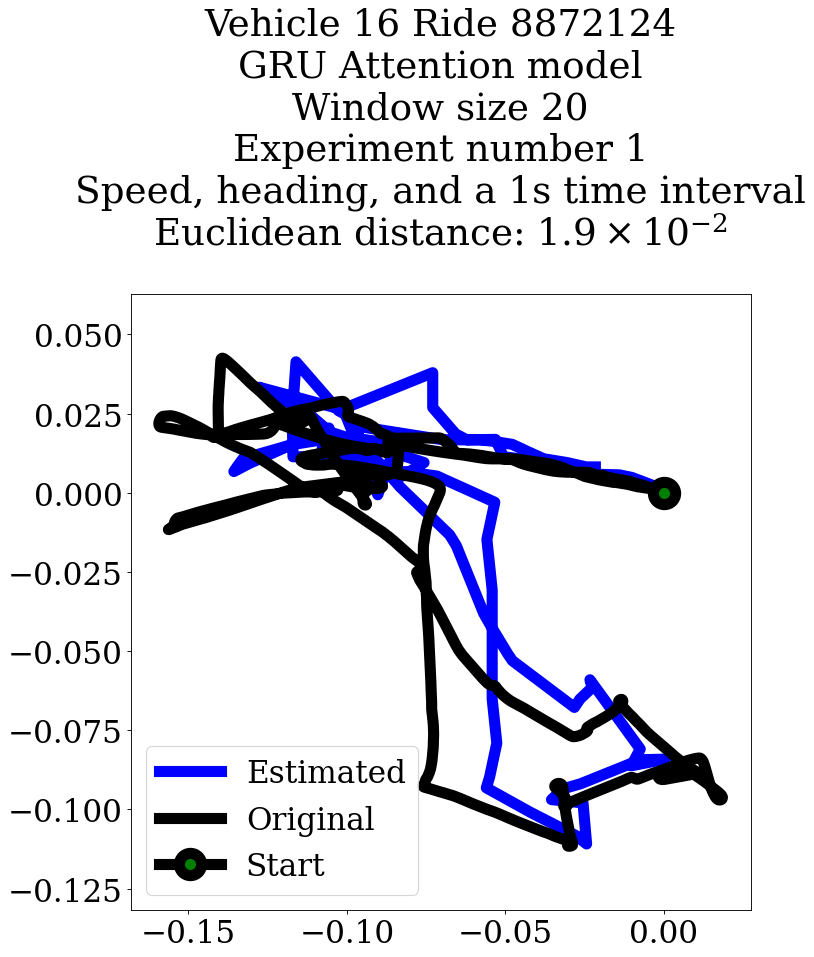 Vehicle 16 Ride 8872124
GRU Attention model
Window size 20
Experiment number 1
Speed, heading, and a 1s time interval
Euclidean distance: 1.9 × 10⁻²
0.050
0.025
0.000
−0.025
−0.050
−0.075
−0.100
−0.125
Estimated
Original
Start
−0.15
−0.10
−0.05
0.00